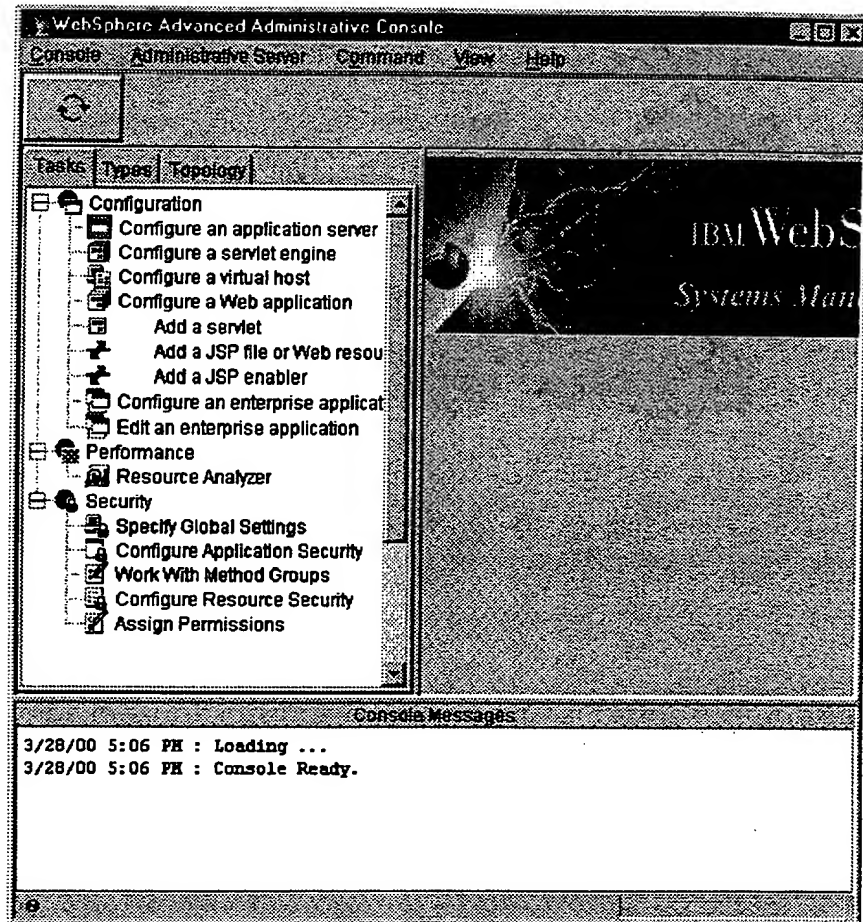 WebSphere Advanced Administrative Console
Console Administrative Server Command View Help
Tasks Types Topology
Configuration
Configure an application server
Configure a servlet engine
Configure a virtual host
Configure a Web application
Add a servlet
Add a JSP file or Web resou
Add a JSP enabler
Configure an enterprise applicat
Edit an enterprise application
Performance
Resource Analyzer
Security
Specify Global Settings
Configure Application Security
Work With Method Groups
Configure Resource Security
Assign Permissions
IBM WebS
Systems Man
Console Messages
3/28/00 5:06 PM : Loading ...
3/28/00 5:06 PM : Console Ready.